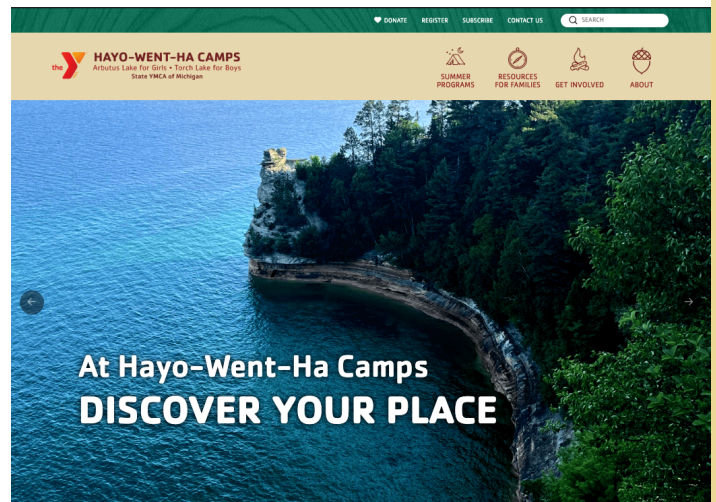 DONATE REGISTER SUBSCRIBE CONTACT US SEARCH
the Y HAYO-WENT-HA CAMPS
Arbutus Lake for Girls • Torch Lake for Boys
State YMCA of Michigan
SUMMER
PROGRAMS
RESOURCES
FOR FAMILIES
GET INVOLVED
ABOUT
At Hayo-Went-Ha Camps
DISCOVER YOUR PLACE